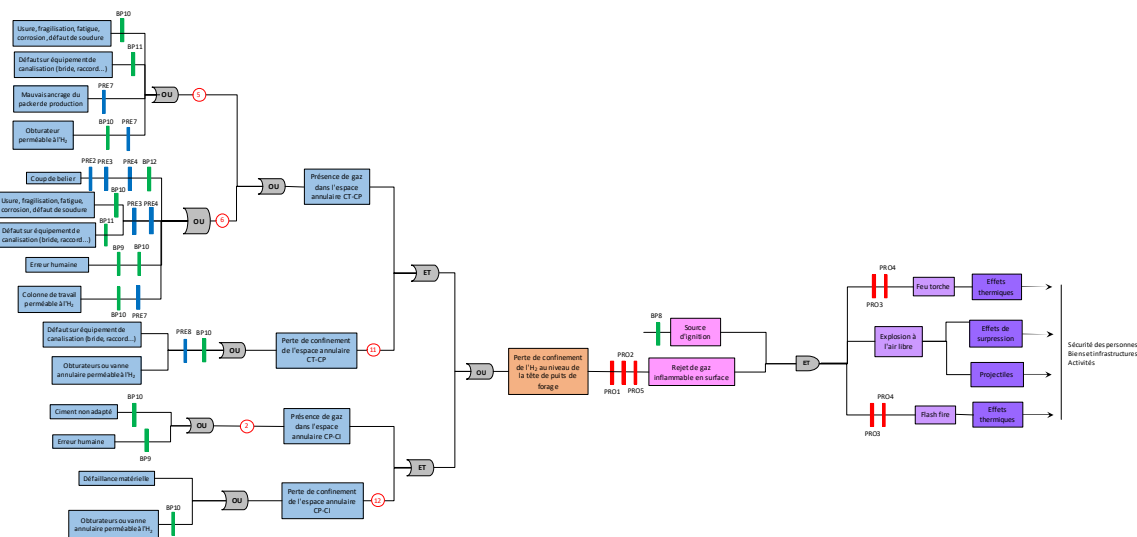 BP10
Usure, fragilisation, fatigue,
corrosion, défaut de soudure
BP11
Défaut sur équipement de
canalisation (bride, raccord...)
PRE7
Mauvais ancrage du
packer de production
OU
5
BP10
PRE7
Obturateur
perméable à l'H2
PRE2
PRE3
PRE4
BP12
Coup de belier
BP10
Usure, fragilisation, fatigue,
corrosion, défaut de soudure
PRE3
PRE4
BP11
Défaut sur équipement de
canalisation (bride, raccord...)
OU
6
BP9
BP10
Erreur humaine
Colonne de travail
perméable à l'H2
BP10
PRE7
OU
Présence de gaz
dans l'espace
annulaire CT-CP
ET
Défaut sur équipement de
canalisation (bride, raccord...)
PRE8
BP10
OU
Obturateurs ou vanne
annulaire perméable à l'H2
Perte de confinement
de l'espace annulaire
CT-CP
11
BP10
Ciment non adapté
Erreur humaine
BP9
OU
2
Présence de gaz
dans l'espace
annulaire CP-CI
ET
Défaillance matérielle
BP10
Obturateurs ou vanne
annulaire perméable à l'H2
OU
Perte de confinement
de l'espace annulaire
CP-CI
12
OU
Perte de confinement
de l'H2 au niveau de
la tête de puits de
forage
PRO2
PRO1
PRO5
BP8
Source
d'ignition
Rejet de gaz
inflammable en surface
ET
PRO4
PRO3
Feu torche
Effets
thermiques
Explosion à
l'air libre
Effets de
surpression
Projectiles
PRO4
PRO3
Flash fire
Effets
thermiques
Sécurité des personnes
Biens et infrastructures
Activités